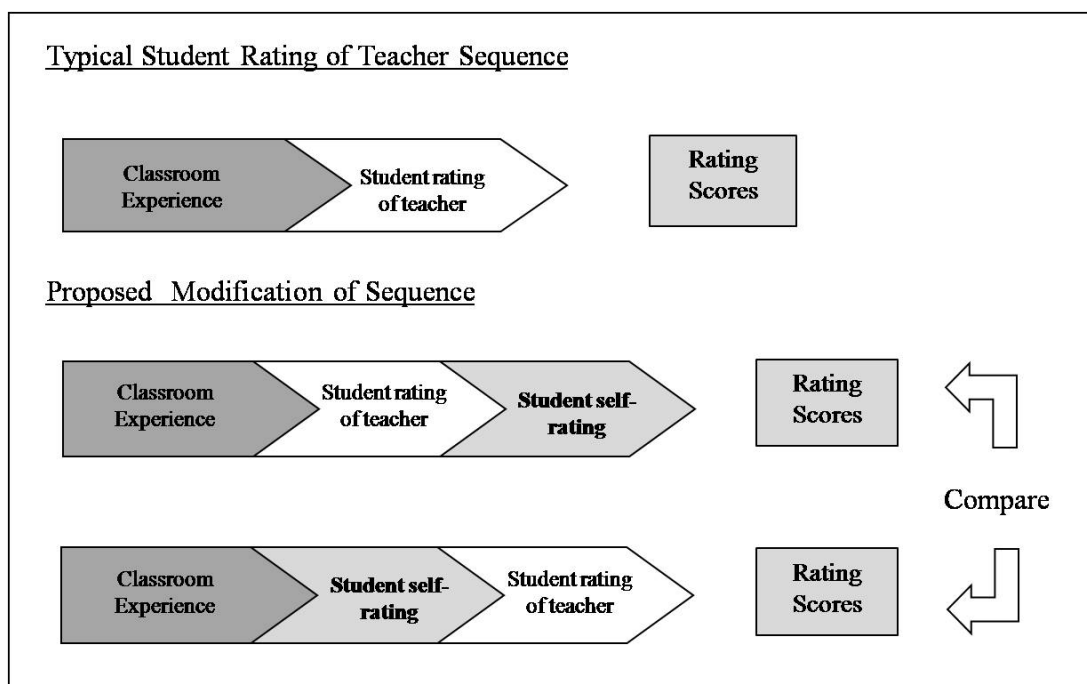 Typical Student Rating of Teacher Sequence
Classroom
Experience
Student rating
of teacher
Rating
Scores
Proposed Modification of Sequence
Classroom
Experience
Student rating
of teacher
Student self-
rating
Rating
Scores
Compare
Classroom
Experience
Student self-
rating
Student rating of
of teacher
Rating
Scores